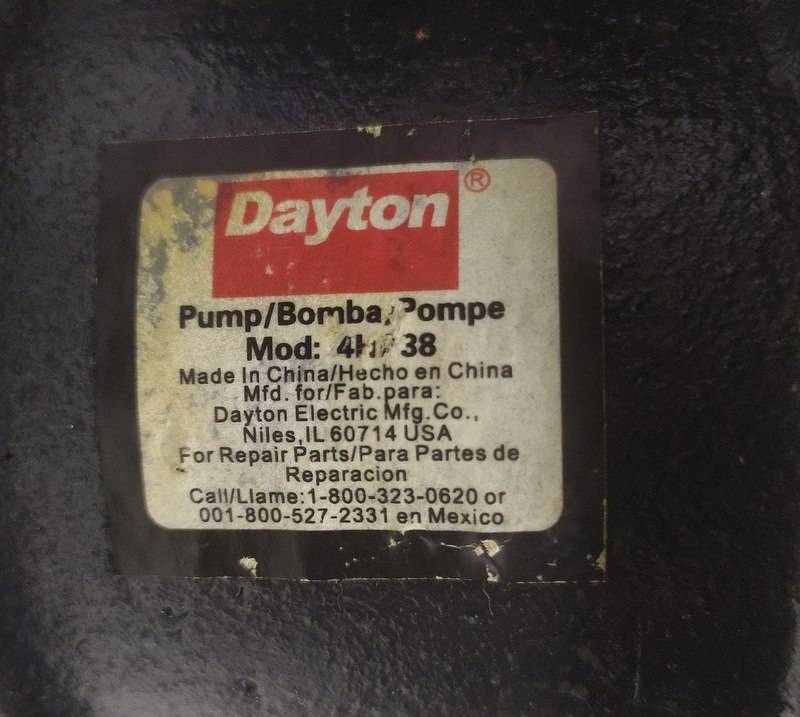 Dayton®
Pump/Bomba/Pompe
Mod:
Made In China/Hecho en China
Mfd. for/Fab.para:
Dayton Electric Mfg.Co.,
Niles,IL 60714 USA
For Repair Parts/Para Partes de
Reparacion
Call/Llame:1-800-323-0620 or
001-800-527-2331 en Mexico